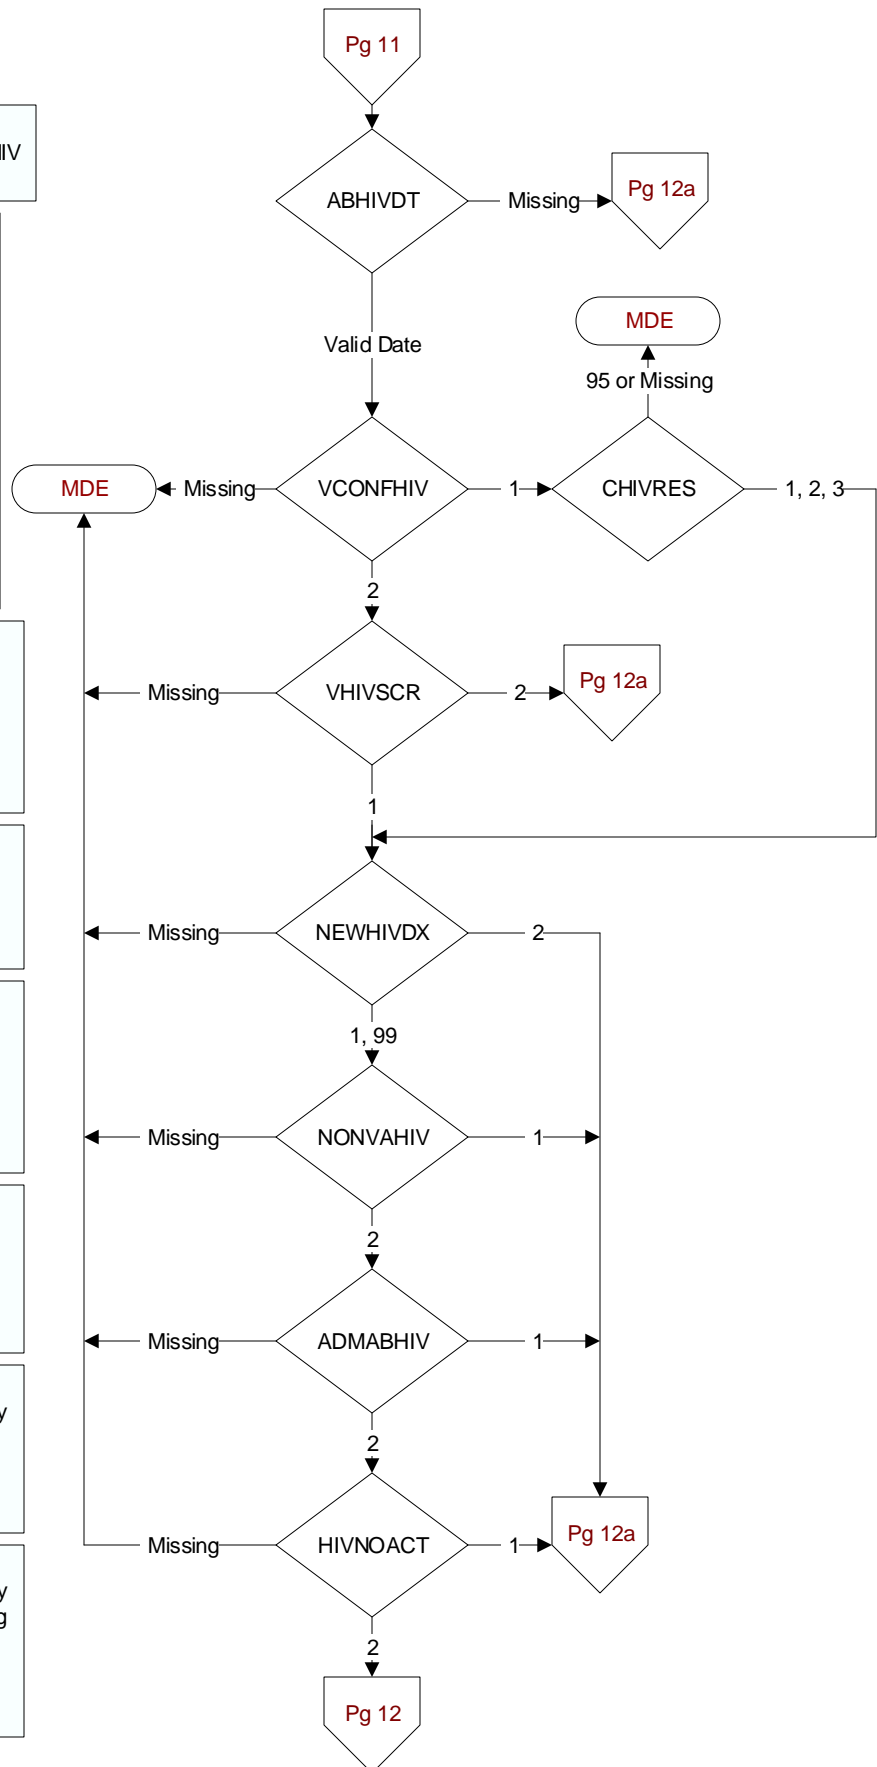 Pg 11
ABHIVDT
Missing
Pg 12a
Valid Date
MDE
95 or Missing
MDE
Missing
VCONFHIV
1
CHIVRES
1, 2, 3
2
Missing
VHIVSCR
2
Pg 12a
1
Missing
NEWHIVDX
2
1, 99
Missing
NONVAHIV
1
2
Missing
ADMABHIV
1
2
Missing
HIVNOACT
1
Pg 12a
2
Pg 12